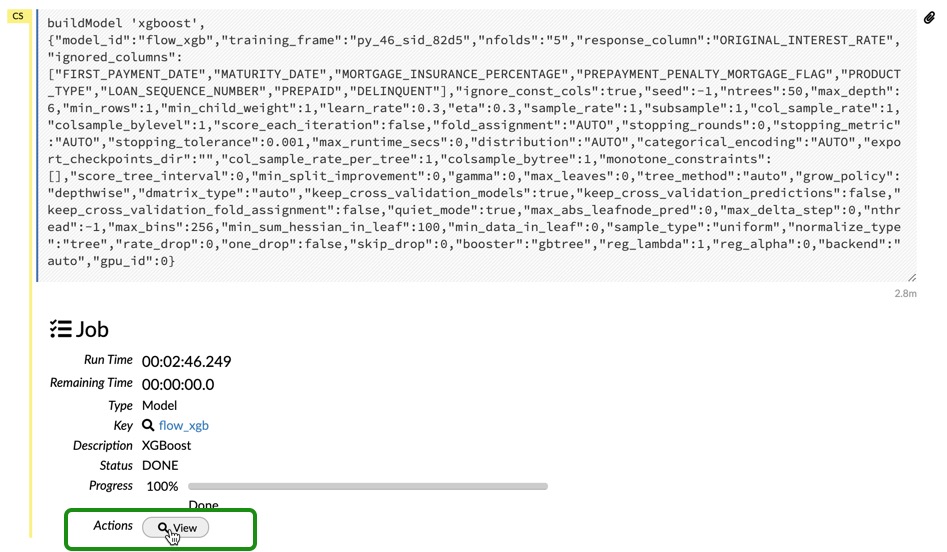 CS
buildModel 'xgboost',
{"model_id":"flow_xgb","training_frame":"py_46_sid_82d5","nfolds":"5","response_column":"ORIGINAL_INTEREST_RATE",
"ignored_columns":
["FIRST_PAYMENT_DATE","MATURITY_DATE","MORTGAGE_INSURANCE_PERCENTAGE","PREPAYMENT_PENALTY_MORTGAGE_FLAG","PRODUCT
_TYPE","LOAN_SEQUENCE_NUMBER","PREPAID","DELINQUENT"],"ignore_const_cols":true,"seed":-1,"ntrees":50,"max_depth":
6,"min_rows":1,"min_child_weight":1,"learn_rate":0.3,"eta":0.3,"sample_rate":1,"subsample":1,"col_sample_rate":1,
"colsample_bylevel":1,"score_each_iteration":false,"fold_assignment":"AUTO","stopping_rounds":0,"stopping_metric"
:"AUTO","stopping_tolerance":0.001,"max_runtime_secs":0,"distribution":"AUTO","categorical_encoding":"AUTO","expo
rt_checkpoints_dir":"","col_sample_rate_per_tree":1,"colsample_bytree":1,"monotone_constraints":
[],"score_tree_interval":0,"min_split_improvement":0,"gamma":0,"max_leaves":0,"tree_method":"auto","grow_policy":
"depthwise","dmatrix_type":"auto","keep_cross_validation_models":true,"keep_cross_validation_predictions":false,"
keep_cross_validation_fold_assignment":false,"quiet_mode":true,"max_abs_leafnode_pred":0,"max_delta_step":0,"nthr
ead":-1,"max_bins":256,"min_sum_hessian_in_leaf":100,"min_data_in_leaf":0,"sample_type":"uniform","normalize_type
":"tree","rate_drop":0,"one_drop":false,"skip_drop":0,"booster":"gbtree","reg_lambda":1,"reg_alpha":0,"backend":"
auto","gpu_id":0}
2.8m
Job
Run Time 00:02:46.249
Remaining Time 00:00:00.0
Type Model
Key flow_xgb
Description XGBoost
Status DONE
Progress 100%
Done
Actions View